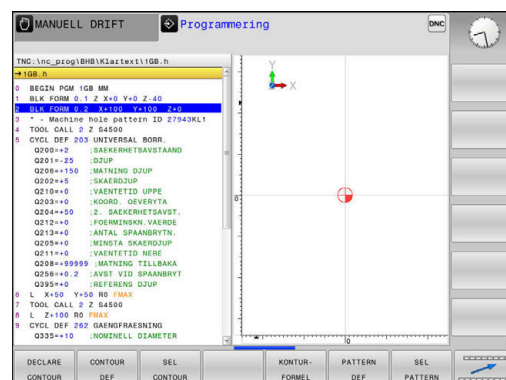 MANUELL DRIFT
Programmering
DNC
TNC:\nc_prog\BHB\Klartext\1GB.h
→1GB.h
0 BEGIN PGM 1GB MM
1 BLK FORM 0.1 Z X+0 Y+0 Z-40
2 BLK FORM 0.2 X+100 Y+100 Z+0
3 * - Machine hole pattern ID 27943KL1
4 TOOL CALL 2 Z S4500
5 CYCL DEF 203 UNIVERSAL BORR.
Q200=+2 ;SAEKERHETSAVSTAAND
Q201=-25 ;DJUP
Q206=+150 ;MATNING DJUP
Q202=+5 ;SKAERDJUP
Q210=+0 ;VAENTETID UPPE
Q203=+0 ;KOORD. OEVERYTA
Q204=+50 ;2. SAEKERHETSAVST.
Q212=+0 ;FOERMINSKN.VAERDE
Q213=+0 ;ANTAL SPAANBRYTN.
Q205=+0 ;MINSTA SKAERDJUP
Q211=+0 ;VAENTETID NERE
Q208=+99999 ;MATNING TILLBAKA
Q256=+0.2 ;AVST VID SPAANBRYT
Q395=+0 ;REFERENS DJUP
6 L X+50 Y+50 R0 FMAX
7 TOOL CALL 2 Z S4500
8 L Z+100 R0 FMAX
9 CYCL DEF 262 GAENGFRAESNING
Q335=+10 ;NOMINELL DIAMETER
Y
X
0
0
DECLARE CONTOUR
CONTOUR DEF
SEL CONTOUR
KONTUR-FORMEL
PATTERN DEF
SEL PATTERN